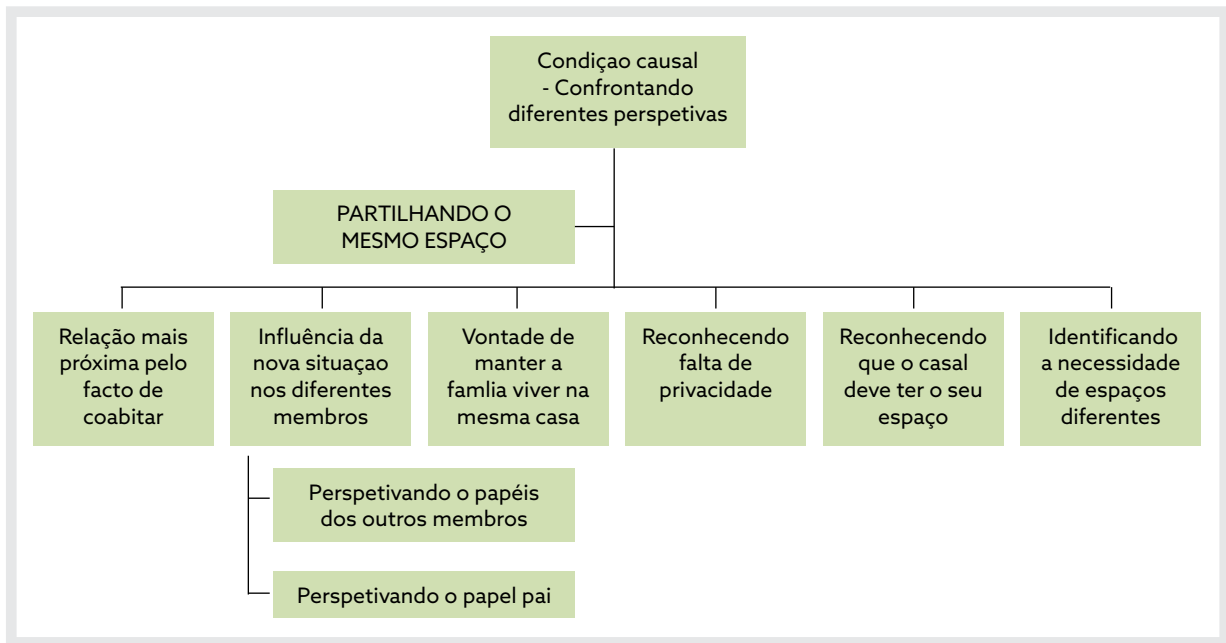 Condiçao causal
- Confrontando
diferentes perspetivas
PARTILHANDO O
MESMO ESPAÇO
Relação mais
próxima pelo
facto de
coabitar
Influência da
nova situaçao
nos diferentes
membros
Vontade de
manter a
famlia viver na
mesma casa
Reconhecendo
falta de
privacidade
Reconhecendo
que o casal
deve ter o seu
espaço
Identificando
a necessidade
de espaços
diferentes
Perspetivando o papéis
dos outros membros
Perspetivando o papel pai